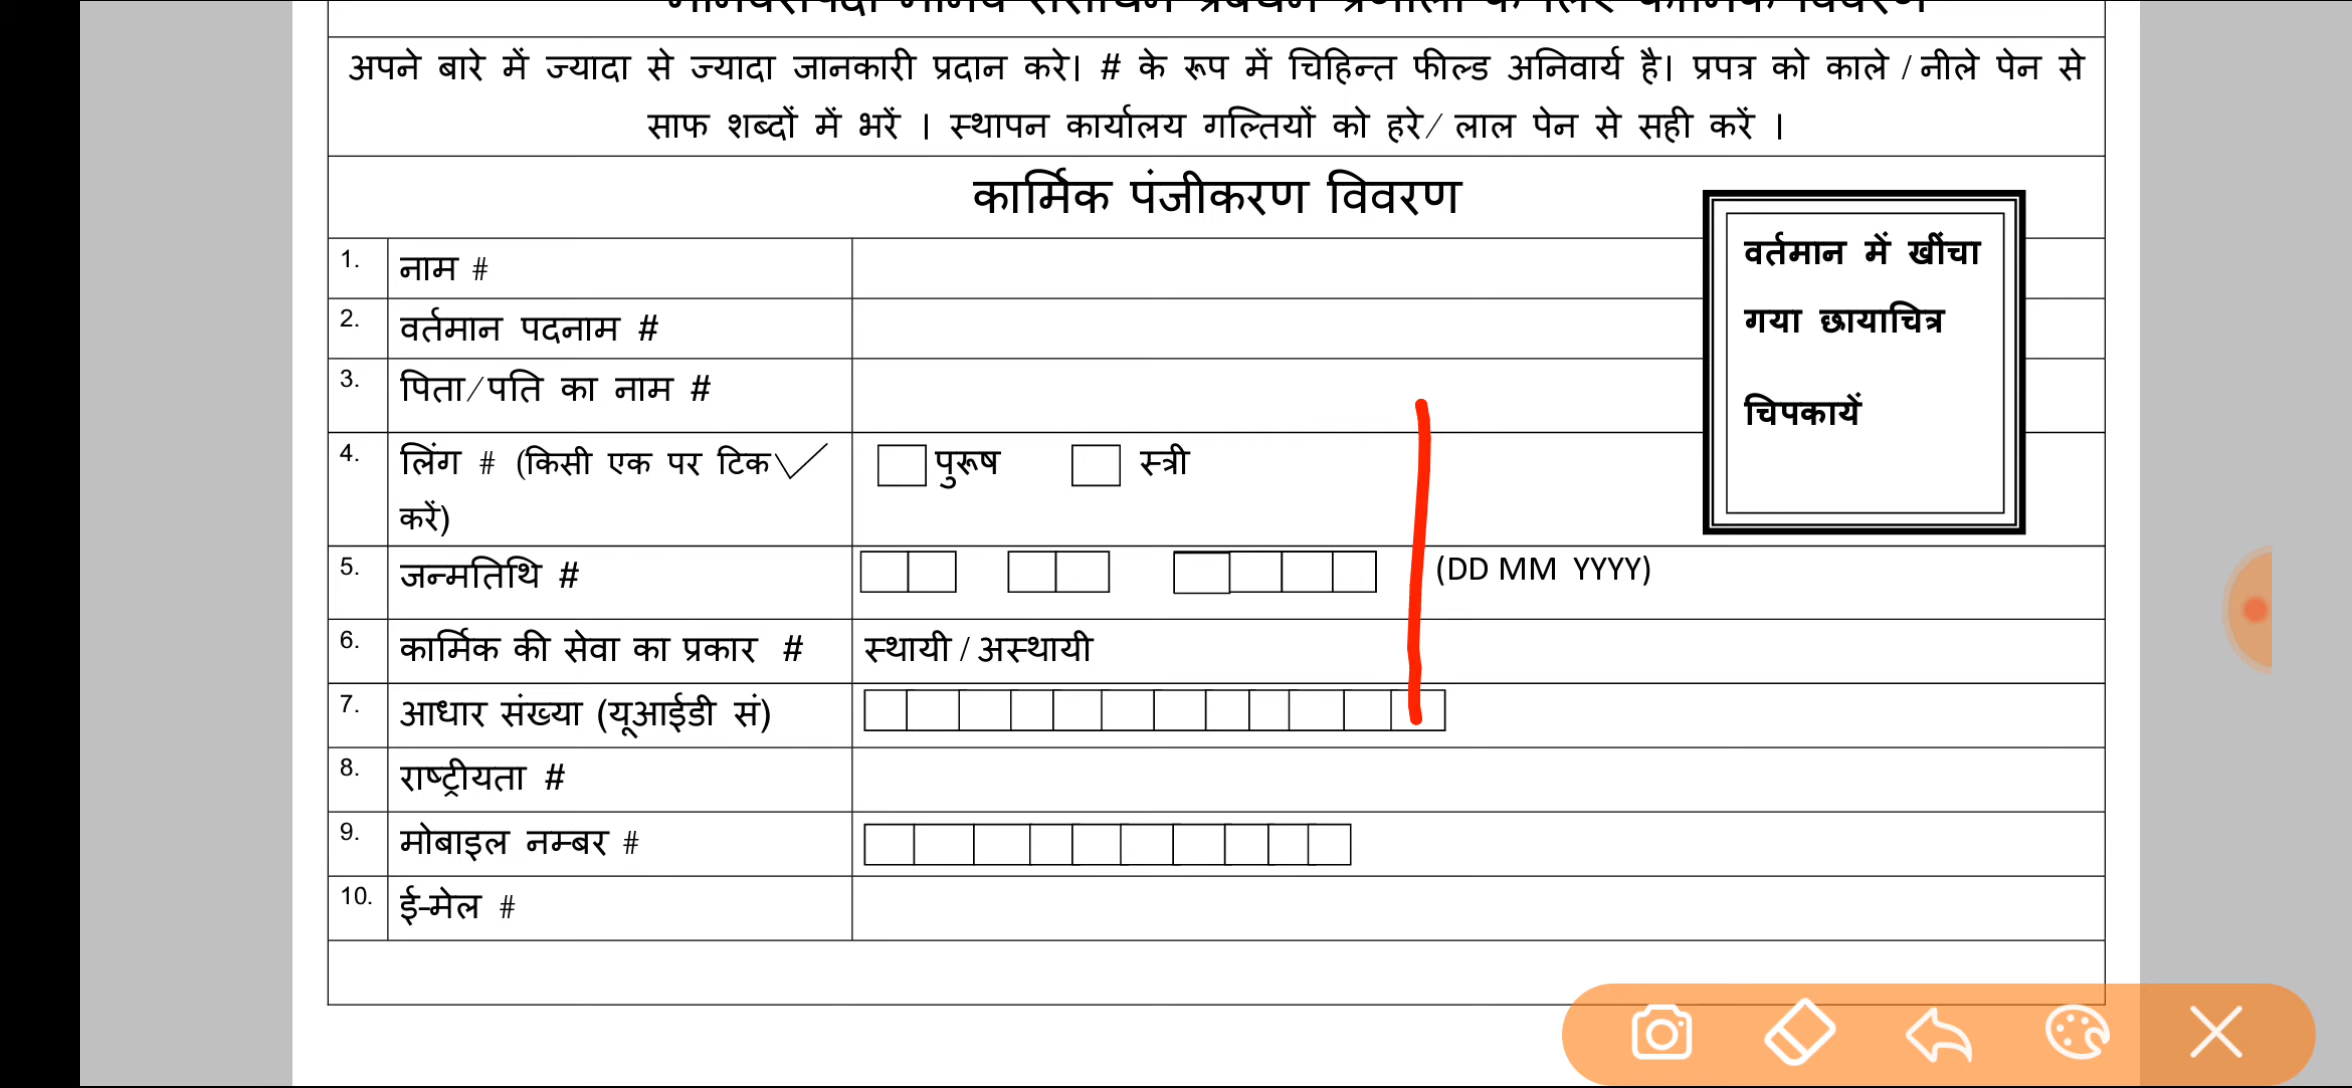 अपने बारे में ज्यादा से ज्यादा जानकारी प्रदान करे। # के रूप में चिह्नित फील्ड अनिवार्य है। प्रपत्र को काले / नीले पेन से
साफ शब्दों में भरें । स्थापन कार्यालय गल्तियों को हरे/ लाल पेन से सही करें ।
कार्मिक पंजीकरण विवरण
वर्तमान में खींचा
गया छायाचित्र
चिपकायें
1. नाम #
2. वर्तमान पदनाम #
3. पिता/पति का नाम #
4. लिंग # (किसी एक पर टिक✓ पुरूष स्त्री
करें)
5. जन्मतिथि # (DD MM YYYY)
6. कार्मिक की सेवा का प्रकार # स्थायी / अस्थायी
7. आधार संख्या (यूआईडी सं)
8. राष्ट्रीयता #
9. मोबाइल नम्बर #
10. ई-मेल #